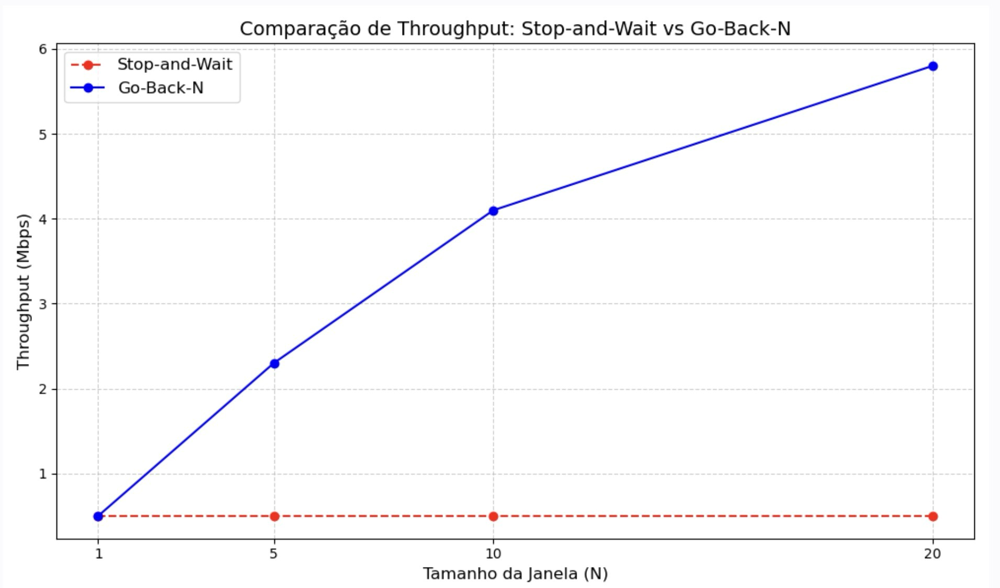 Comparação de Throughput: Stop-and-Wait vs Go-Back-N
Stop-and-Wait
Go-Back-N
6
5
4
3
2
1
Throughput (Mbps)
1 5 10 20
Tamanho da Janela (N)